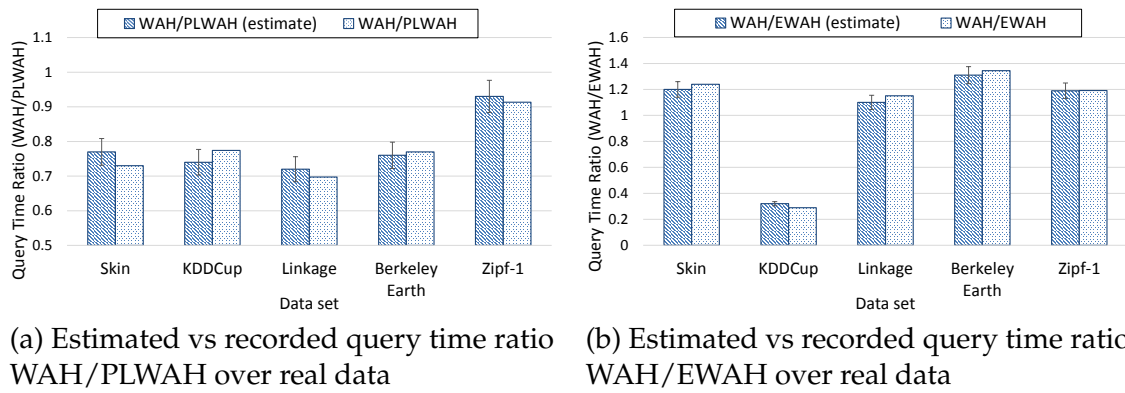 WAH/PLWAH (estimate) WAH/PLWAH
Query Time Ratio (WAH/PLWAH)
1.1
1
0.9
0.8
0.7
0.6
0.5
Skin KDDCup Linkage Berkeley Earth Zipf-1
Data set
(a) Estimated vs recorded query time ratio
WAH/PLWAH over real data
WAH/EWAH (estimate) WAH/EWAH
Query Time Ratio (WAH/EWAH)
1.6
1.4
1.2
1
0.8
0.6
0.4
0.2
0
Skin KDDCup Linkage Berkeley Earth Zipf-1
Data set
(b) Estimated vs recorded query time ratio
WAH/EWAH over real data